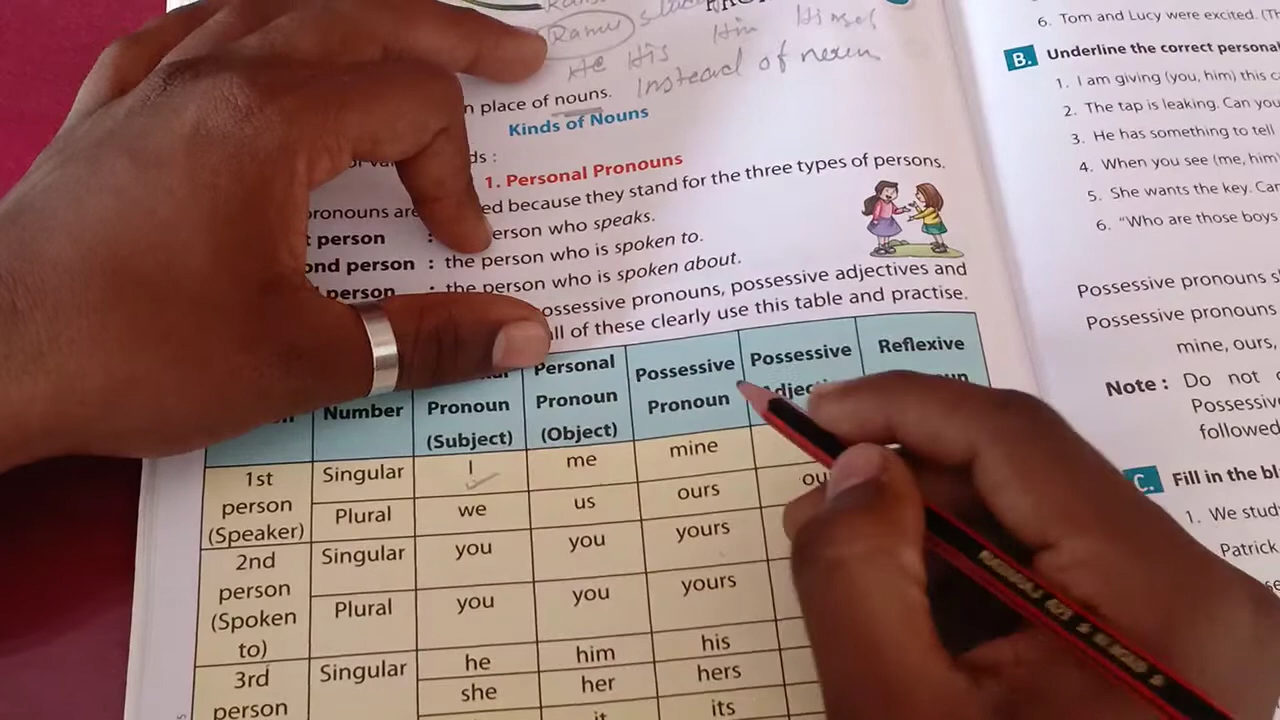 Ramu
He His Him Himself
Instead of noun
n place of nouns.
Kinds of Nouns
ds :
1. Personal Pronouns
pronouns are ed because they stand for the three types of persons.
t person : erson who speaks.
ond person : the person who is spoken to.
person : the person who is spoken about.
ossessive pronouns, possessive adjectives and
all of these clearly use this table and practise.
Number Pronoun (Subject) Personal Pronoun (Object) Possessive Pronoun Possessive Adjec Reflexive
1st person (Speaker) Singular I me mine
Plural we us ours ou
2nd person (Spoken to) Singular you you yours
Plural you you yours
3rd person Singular he him his
she her hers
it its
6. Tom and Lucy were excited. (T
B. Underline the correct persona
1. I am giving (you, him) this c
2. The tap is leaking. Can you
3. He has something to tell
4. When you see (me, him)
5. She wants the key. Can
6. "Who are those boys
Possessive pronouns s
Possessive pronouns
mine, ours,
Note : Do not
Possessiv
followed
C. Fill in the bl
1. We stud
Patrick